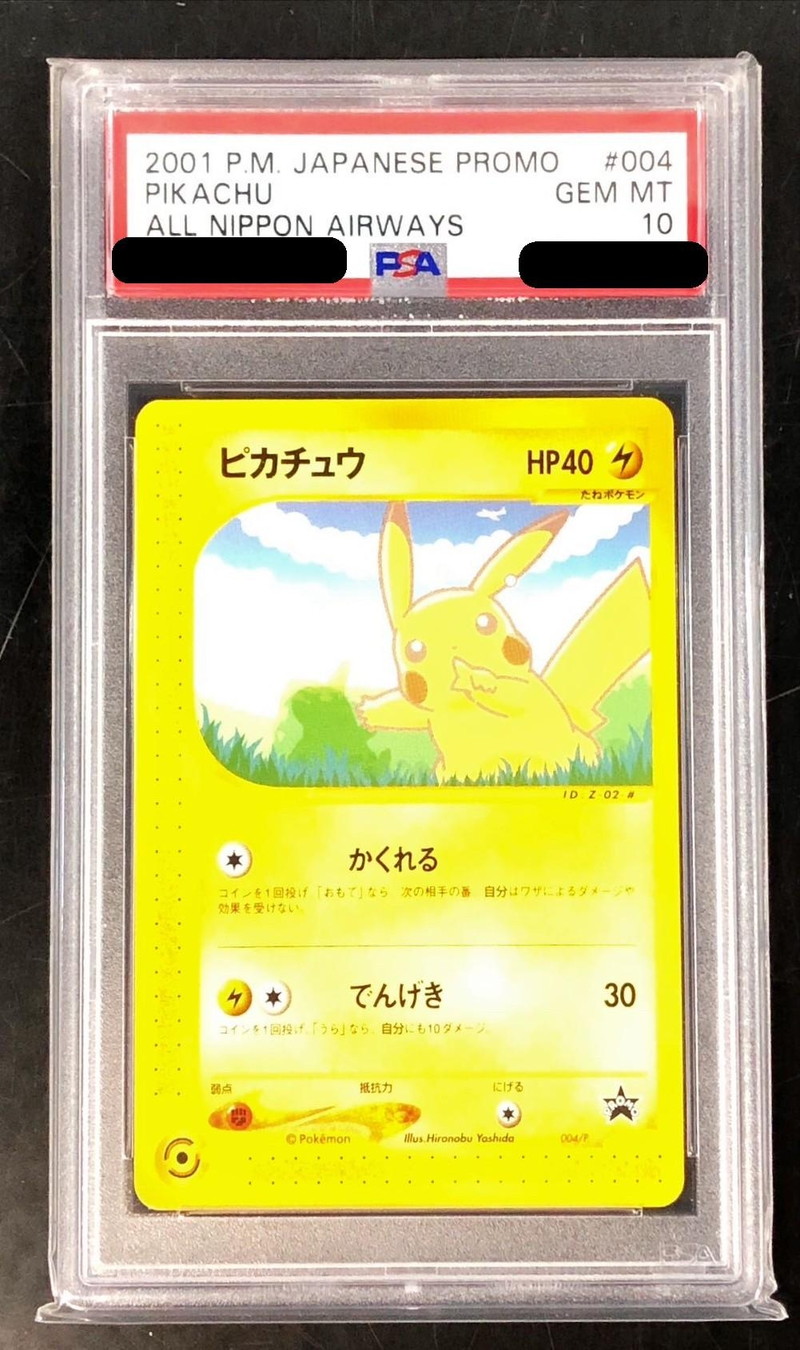 2001 P.M. JAPANESE PROMO #004
PIKACHU GEM MT
ALL NIPPON AIRWAYS 10
PSA
ピカチュウ HP40
たねポケモン
ID. Z-02-#
かくれる
コインを1回投げ「おもて」なら、次の相手の番、自分はワザによるダメージや
効果を受けない。
でんげき 30
コインを1回投げ「うら」なら、自分にも10ダメージ。
弱点 抵抗力 にげる
PROMO
©Pokémon Illus.Hironobu Yoshida 004/P
PSA